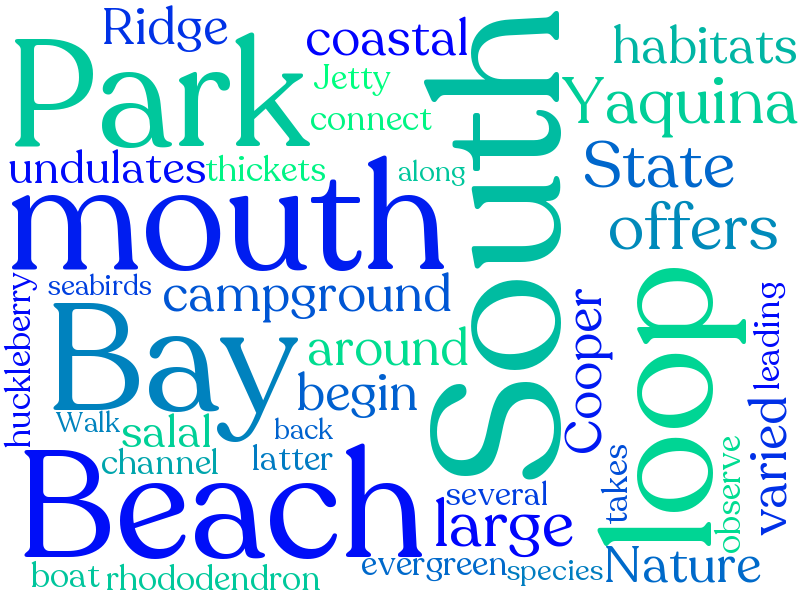 Ridge
coastal
South
habitats
Park
Jetty
Yaquina
connect
undulates
thickets
along
State
mouth
offers
huckleberry
seabirds
campground
Cooper
loop
leading
Bay
around
begin
Walk
salal
back
varied
channel
latter
takes
observe
Beach
several
large
evergreen
species
Nature
boat
rhododendron